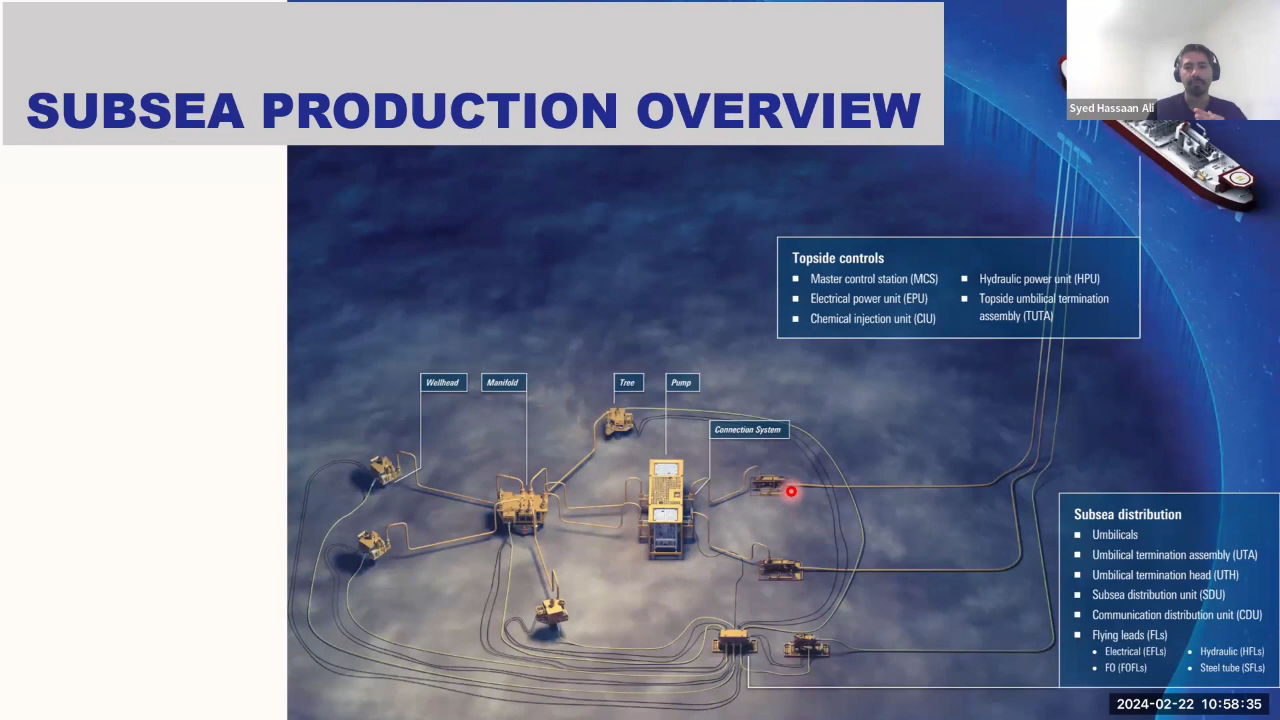 SUBSEA PRODUCTION OVERVIEW
Syed Hassaan Ali
Topside controls
Master control station (MCS)
Electrical power unit (EPU)
Chemical injection unit (CIU)
Hydraulic power unit (HPU)
Topside umbilical termination
assembly (TUTA)
Wellhead
Manifold
Tree
Pump
Connection System
Subsea distribution
Umbilicals
Umbilical termination assembly (UTA)
Umbilical termination head (UTH)
Subsea distribution unit (SDU)
Communication distribution unit (CDU)
Flying leads (FLs)
Electrical (EFLs)
Hydraulic (HFLs)
FO (FOFLs)
Steel tube (SFLs)
2024-02-22 10:58:35